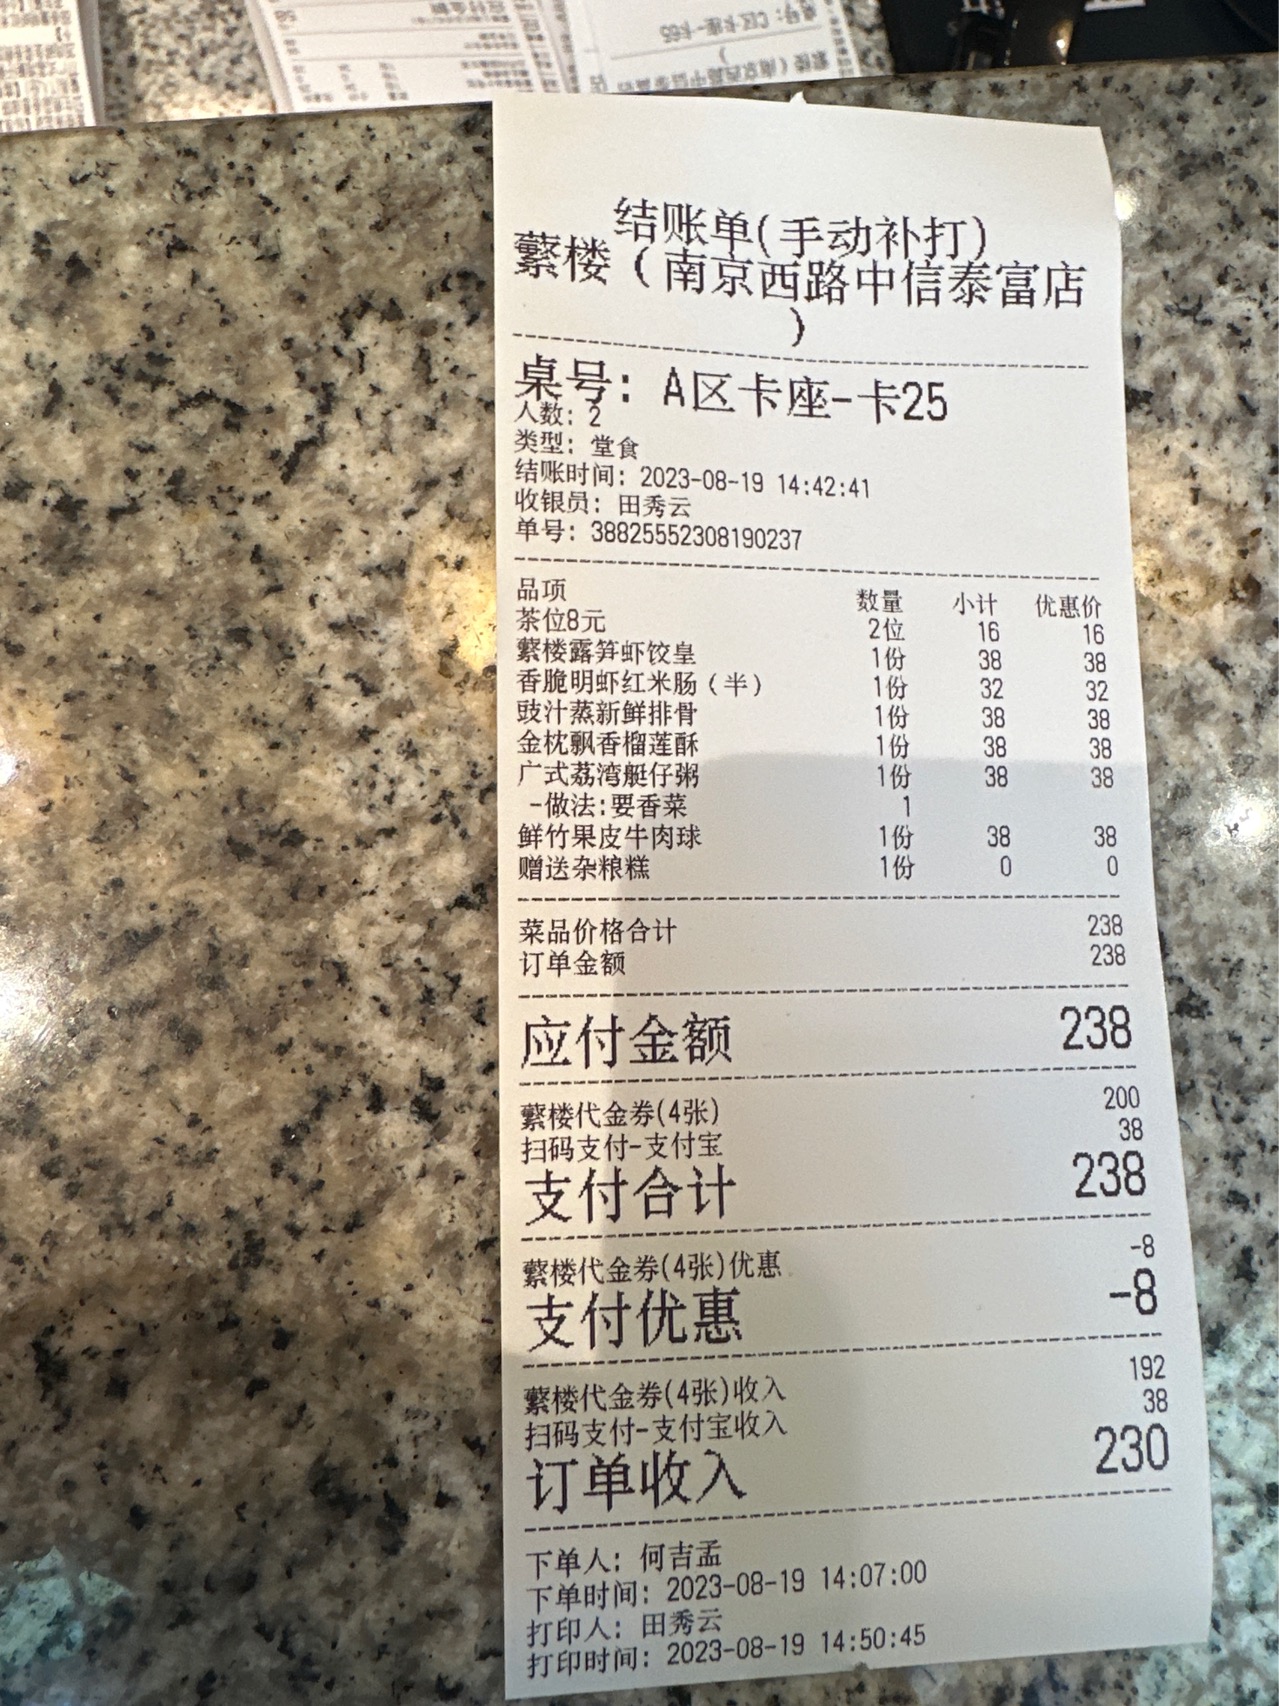 结账单(手动补打)
蘩楼（南京西路中信泰富店
）
桌号: A区卡座-卡25
人数: 2
类型: 堂食
结账时间: 2023-08-19 14:42:41
收银员: 田秀云
单号: 38825552308190237
品项 数量 小计 优惠价
茶位8元 2位 16 16
蘩楼露笋虾饺皇 1份 38 38
香脆明虾红米肠（半） 1份 32 32
豉汁蒸新鲜排骨 1份 38 38
金枕飘香榴莲酥 1份 38 38
广式荔湾艇仔粥 1份 38 38
-做法:要香菜 1
鲜竹果皮牛肉球 1份 38 38
赠送杂粮糕 1份 0 0
菜品价格合计 238
订单金额 238
应付金额 238
蘩楼代金券(4张) 200
扫码支付-支付宝 38
支付合计 238
蘩楼代金券(4张)优惠 -8
支付优惠 -8
蘩楼代金券(4张)收入 192
扫码支付-支付宝收入 38
订单收入 230
下单人: 何吉孟
下单时间: 2023-08-19 14:07:00
打印人: 田秀云
打印时间: 2023-08-19 14:50:45